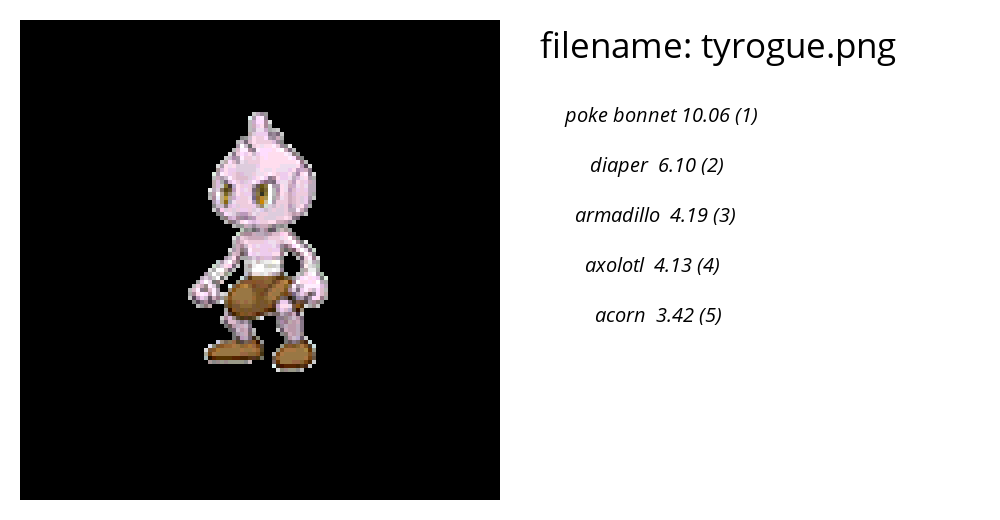 filename: tyrogue.png
poke bonnet 10.06 (1)
diaper 6.10 (2)
armadillo 4.19 (3)
axolotl 4.13 (4)
acorn 3.42 (5)